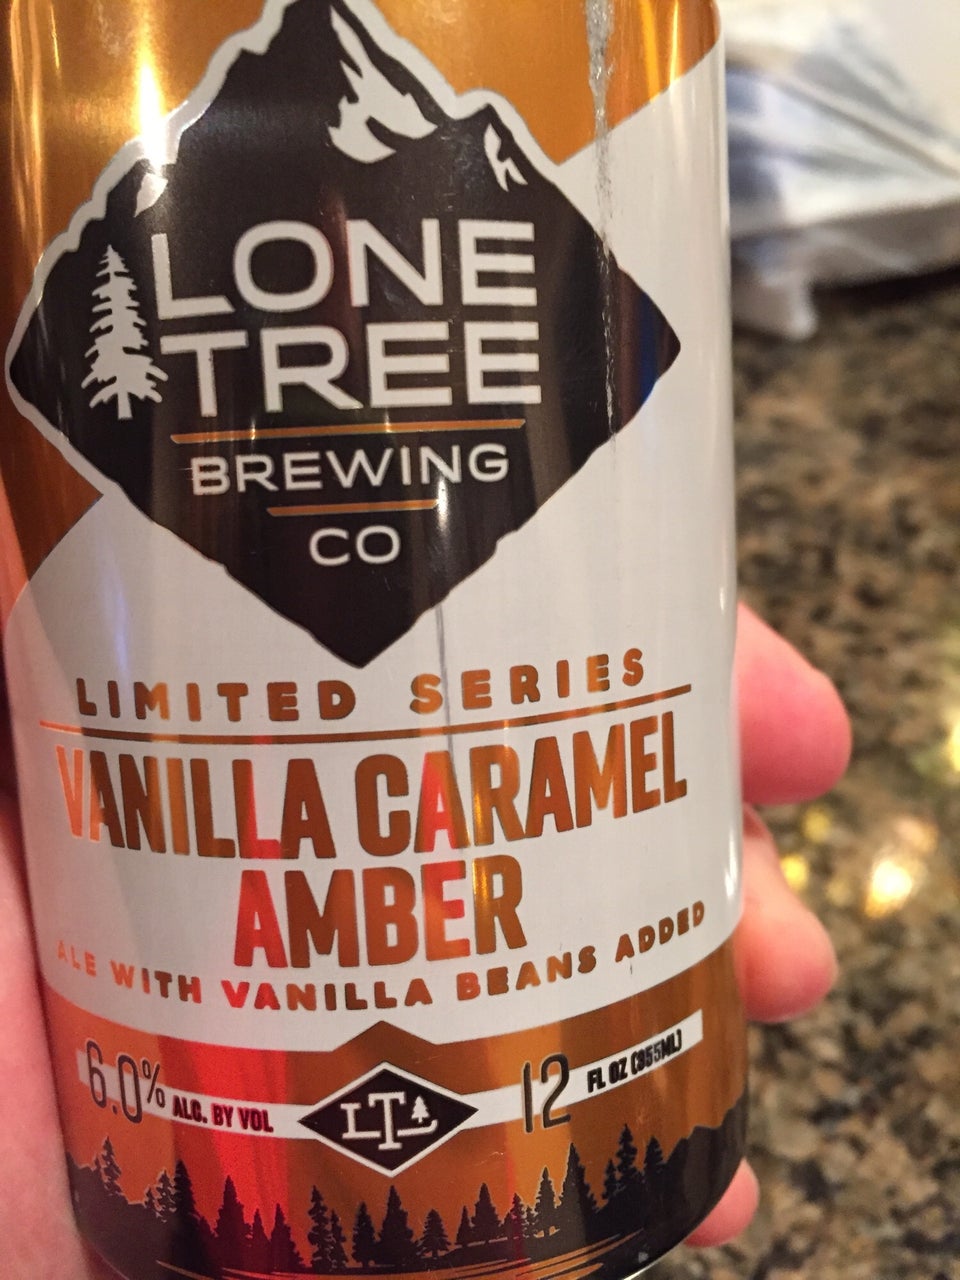 LONE
TREE
BREWING
CO
LIMITED SERIES
VANILLA CARAMEL
AMBER
ALE WITH VANILLA BEANS ADDED
6.0% ALC. BY VOL
LT
12 FL OZ (355ML)